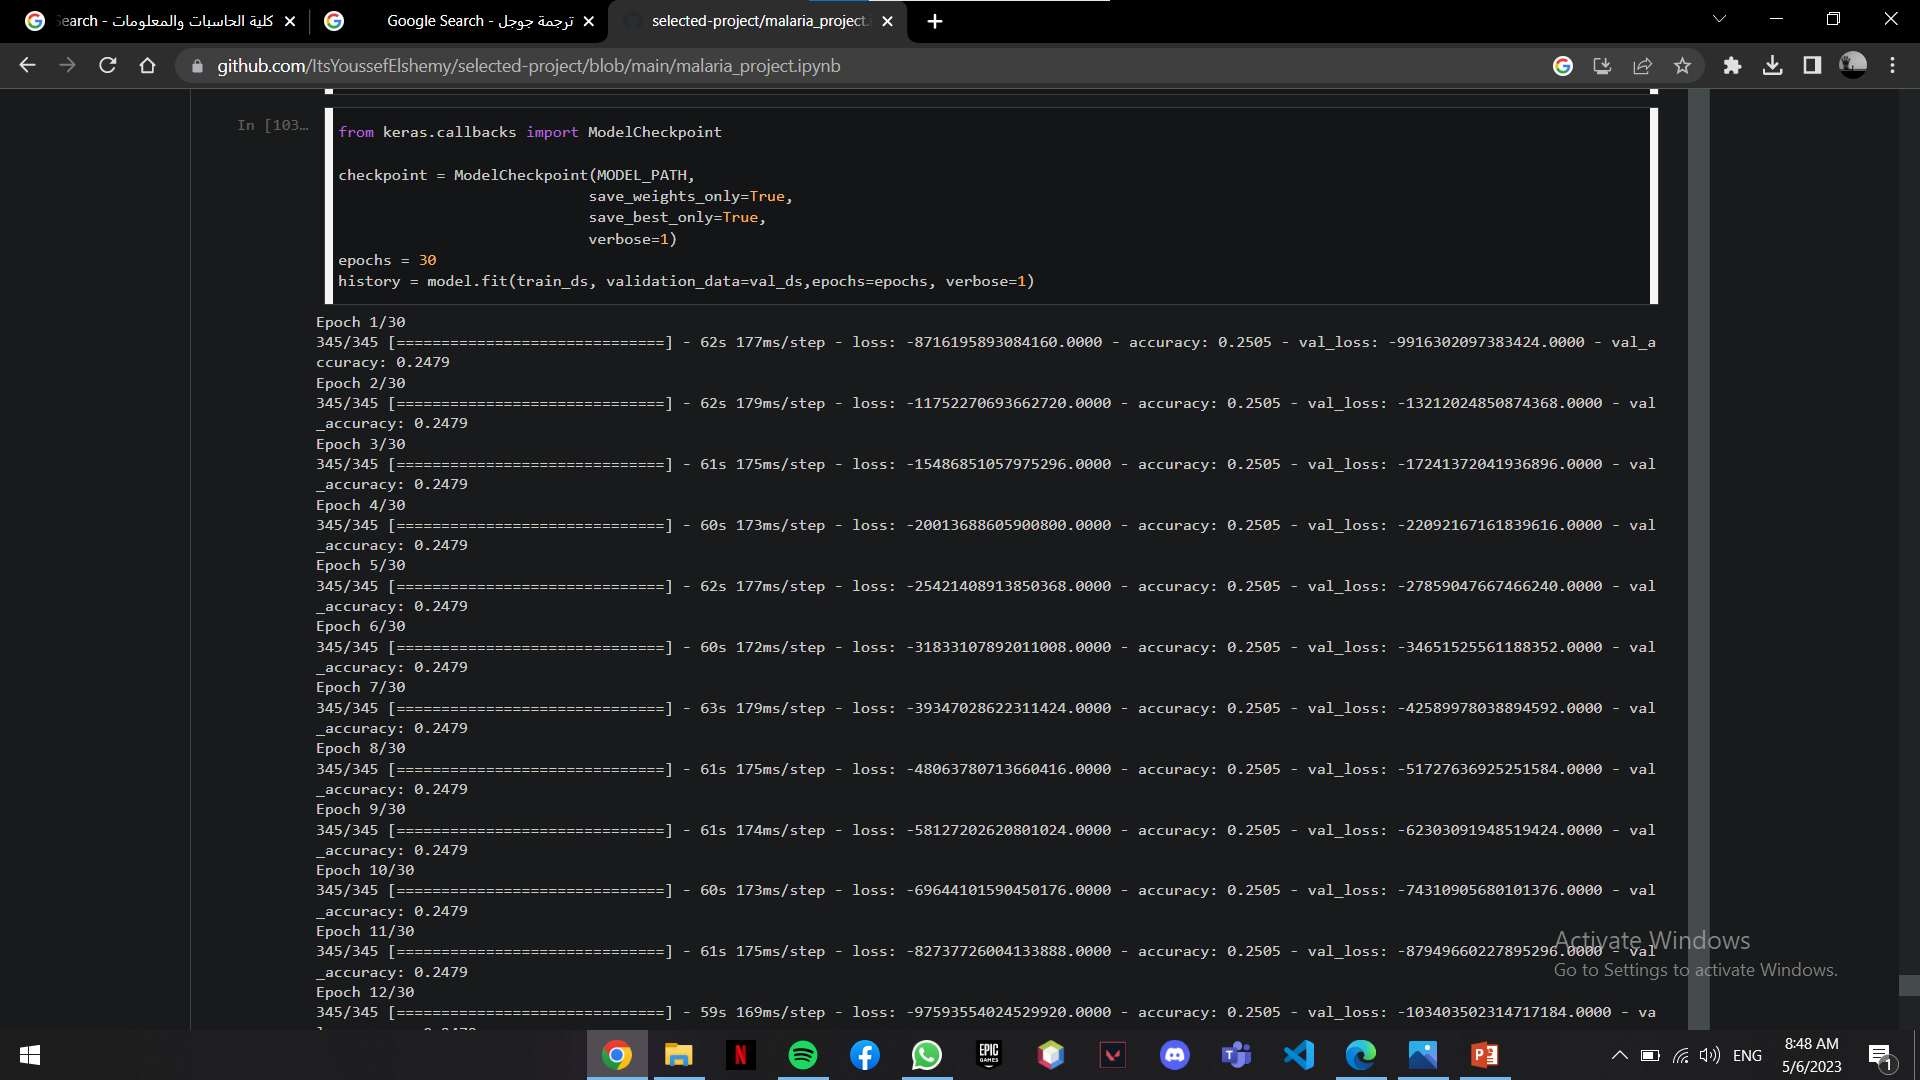 earch - كلية الحاسبات والمعلومات
Google Search - ترجمة جوجل
selected-project/malaria_project.i
github.com/ItsYoussefElshemy/selected-project/blob/main/malaria_project.ipynb
In [103…
from keras.callbacks import ModelCheckpoint
checkpoint = ModelCheckpoint(MODEL_PATH,
save_weights_only=True,
save_best_only=True,
verbose=1)
epochs = 30
history = model.fit(train_ds, validation_data=val_ds,epochs=epochs, verbose=1)
Epoch 1/30
345/345 [==============================] - 62s 177ms/step - loss: -8716195893084160.0000 - accuracy: 0.2505 - val_loss: -9916302097383424.0000 - val_a
ccuracy: 0.2479
Epoch 2/30
345/345 [==============================] - 62s 179ms/step - loss: -11752270693662720.0000 - accuracy: 0.2505 - val_loss: -13212024850874368.0000 - val
_accuracy: 0.2479
Epoch 3/30
345/345 [==============================] - 61s 175ms/step - loss: -15486851057975296.0000 - accuracy: 0.2505 - val_loss: -17241372041936896.0000 - val
_accuracy: 0.2479
Epoch 4/30
345/345 [==============================] - 60s 173ms/step - loss: -20013688605900800.0000 - accuracy: 0.2505 - val_loss: -22092167161839616.0000 - val
_accuracy: 0.2479
Epoch 5/30
345/345 [==============================] - 62s 177ms/step - loss: -25421408913850368.0000 - accuracy: 0.2505 - val_loss: -27859047667466240.0000 - val
_accuracy: 0.2479
Epoch 6/30
345/345 [==============================] - 60s 172ms/step - loss: -31833107892011008.0000 - accuracy: 0.2505 - val_loss: -34651525561188352.0000 - val
_accuracy: 0.2479
Epoch 7/30
345/345 [==============================] - 63s 179ms/step - loss: -39347028622311424.0000 - accuracy: 0.2505 - val_loss: -42589978038894592.0000 - val
_accuracy: 0.2479
Epoch 8/30
345/345 [==============================] - 61s 175ms/step - loss: -48063780713660416.0000 - accuracy: 0.2505 - val_loss: -51727636925251584.0000 - val
_accuracy: 0.2479
Epoch 9/30
345/345 [==============================] - 61s 174ms/step - loss: -58127202620801024.0000 - accuracy: 0.2505 - val_loss: -62303091948519424.0000 - val
_accuracy: 0.2479
Epoch 10/30
345/345 [==============================] - 60s 173ms/step - loss: -69644101590450176.0000 - accuracy: 0.2505 - val_loss: -74310905680101376.0000 - val
_accuracy: 0.2479
Epoch 11/30
345/345 [==============================] - 61s 175ms/step - loss: -82737726004133888.0000 - accuracy: 0.2505 - val_loss: -87949660227895296.0000 - val
_accuracy: 0.2479
Epoch 12/30
345/345 [==============================] - 59s 169ms/step - loss: -97593554024529920.0000 - accuracy: 0.2505 - val_loss: -103403502314717184.0000 - va
Activate Windows
Go to Settings to activate Windows.
EPIC
GAMES
ENG
8:48 AM
5/6/2023
1